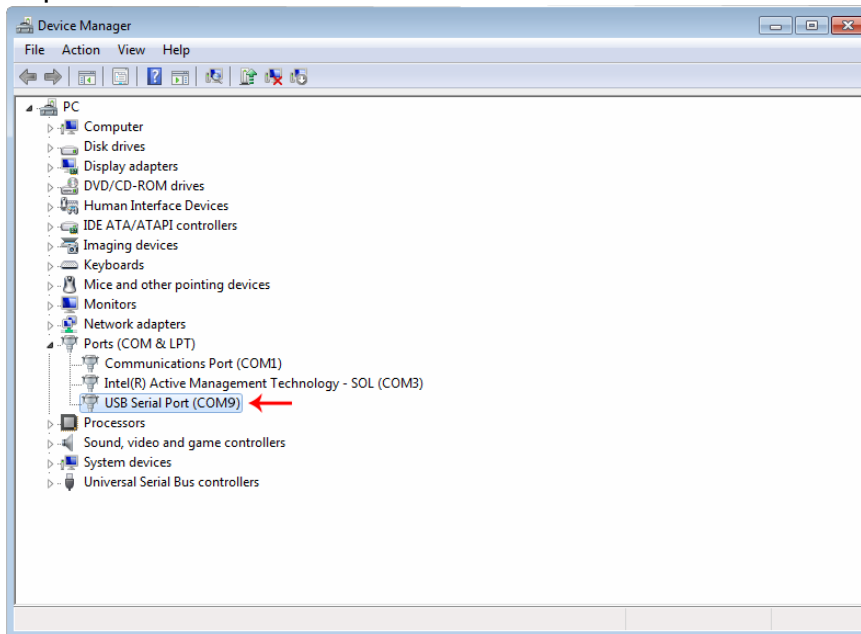 Device Manager
File Action View Help
PC
Computer
Disk drives
Display adapters
DVD/CD-ROM drives
Human Interface Devices
IDE ATA/ATAPI controllers
Imaging devices
Keyboards
Mice and other pointing devices
Monitors
Network adapters
Ports (COM & LPT)
Communications Port (COM1)
Intel(R) Active Management Technology - SOL (COM3)
USB Serial Port (COM9)
Processors
Sound, video and game controllers
System devices
Universal Serial Bus controllers